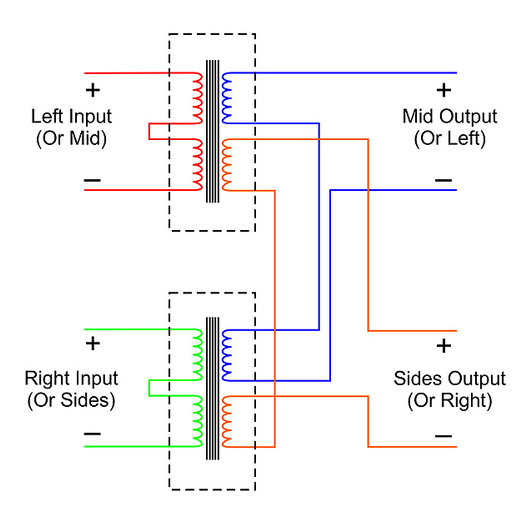 +
+
Left Input
(Or Mid)
Mid Output
(Or Left)
−
−
+
+
Right Input
(Or Sides)
Sides Output
(Or Right)
−
−